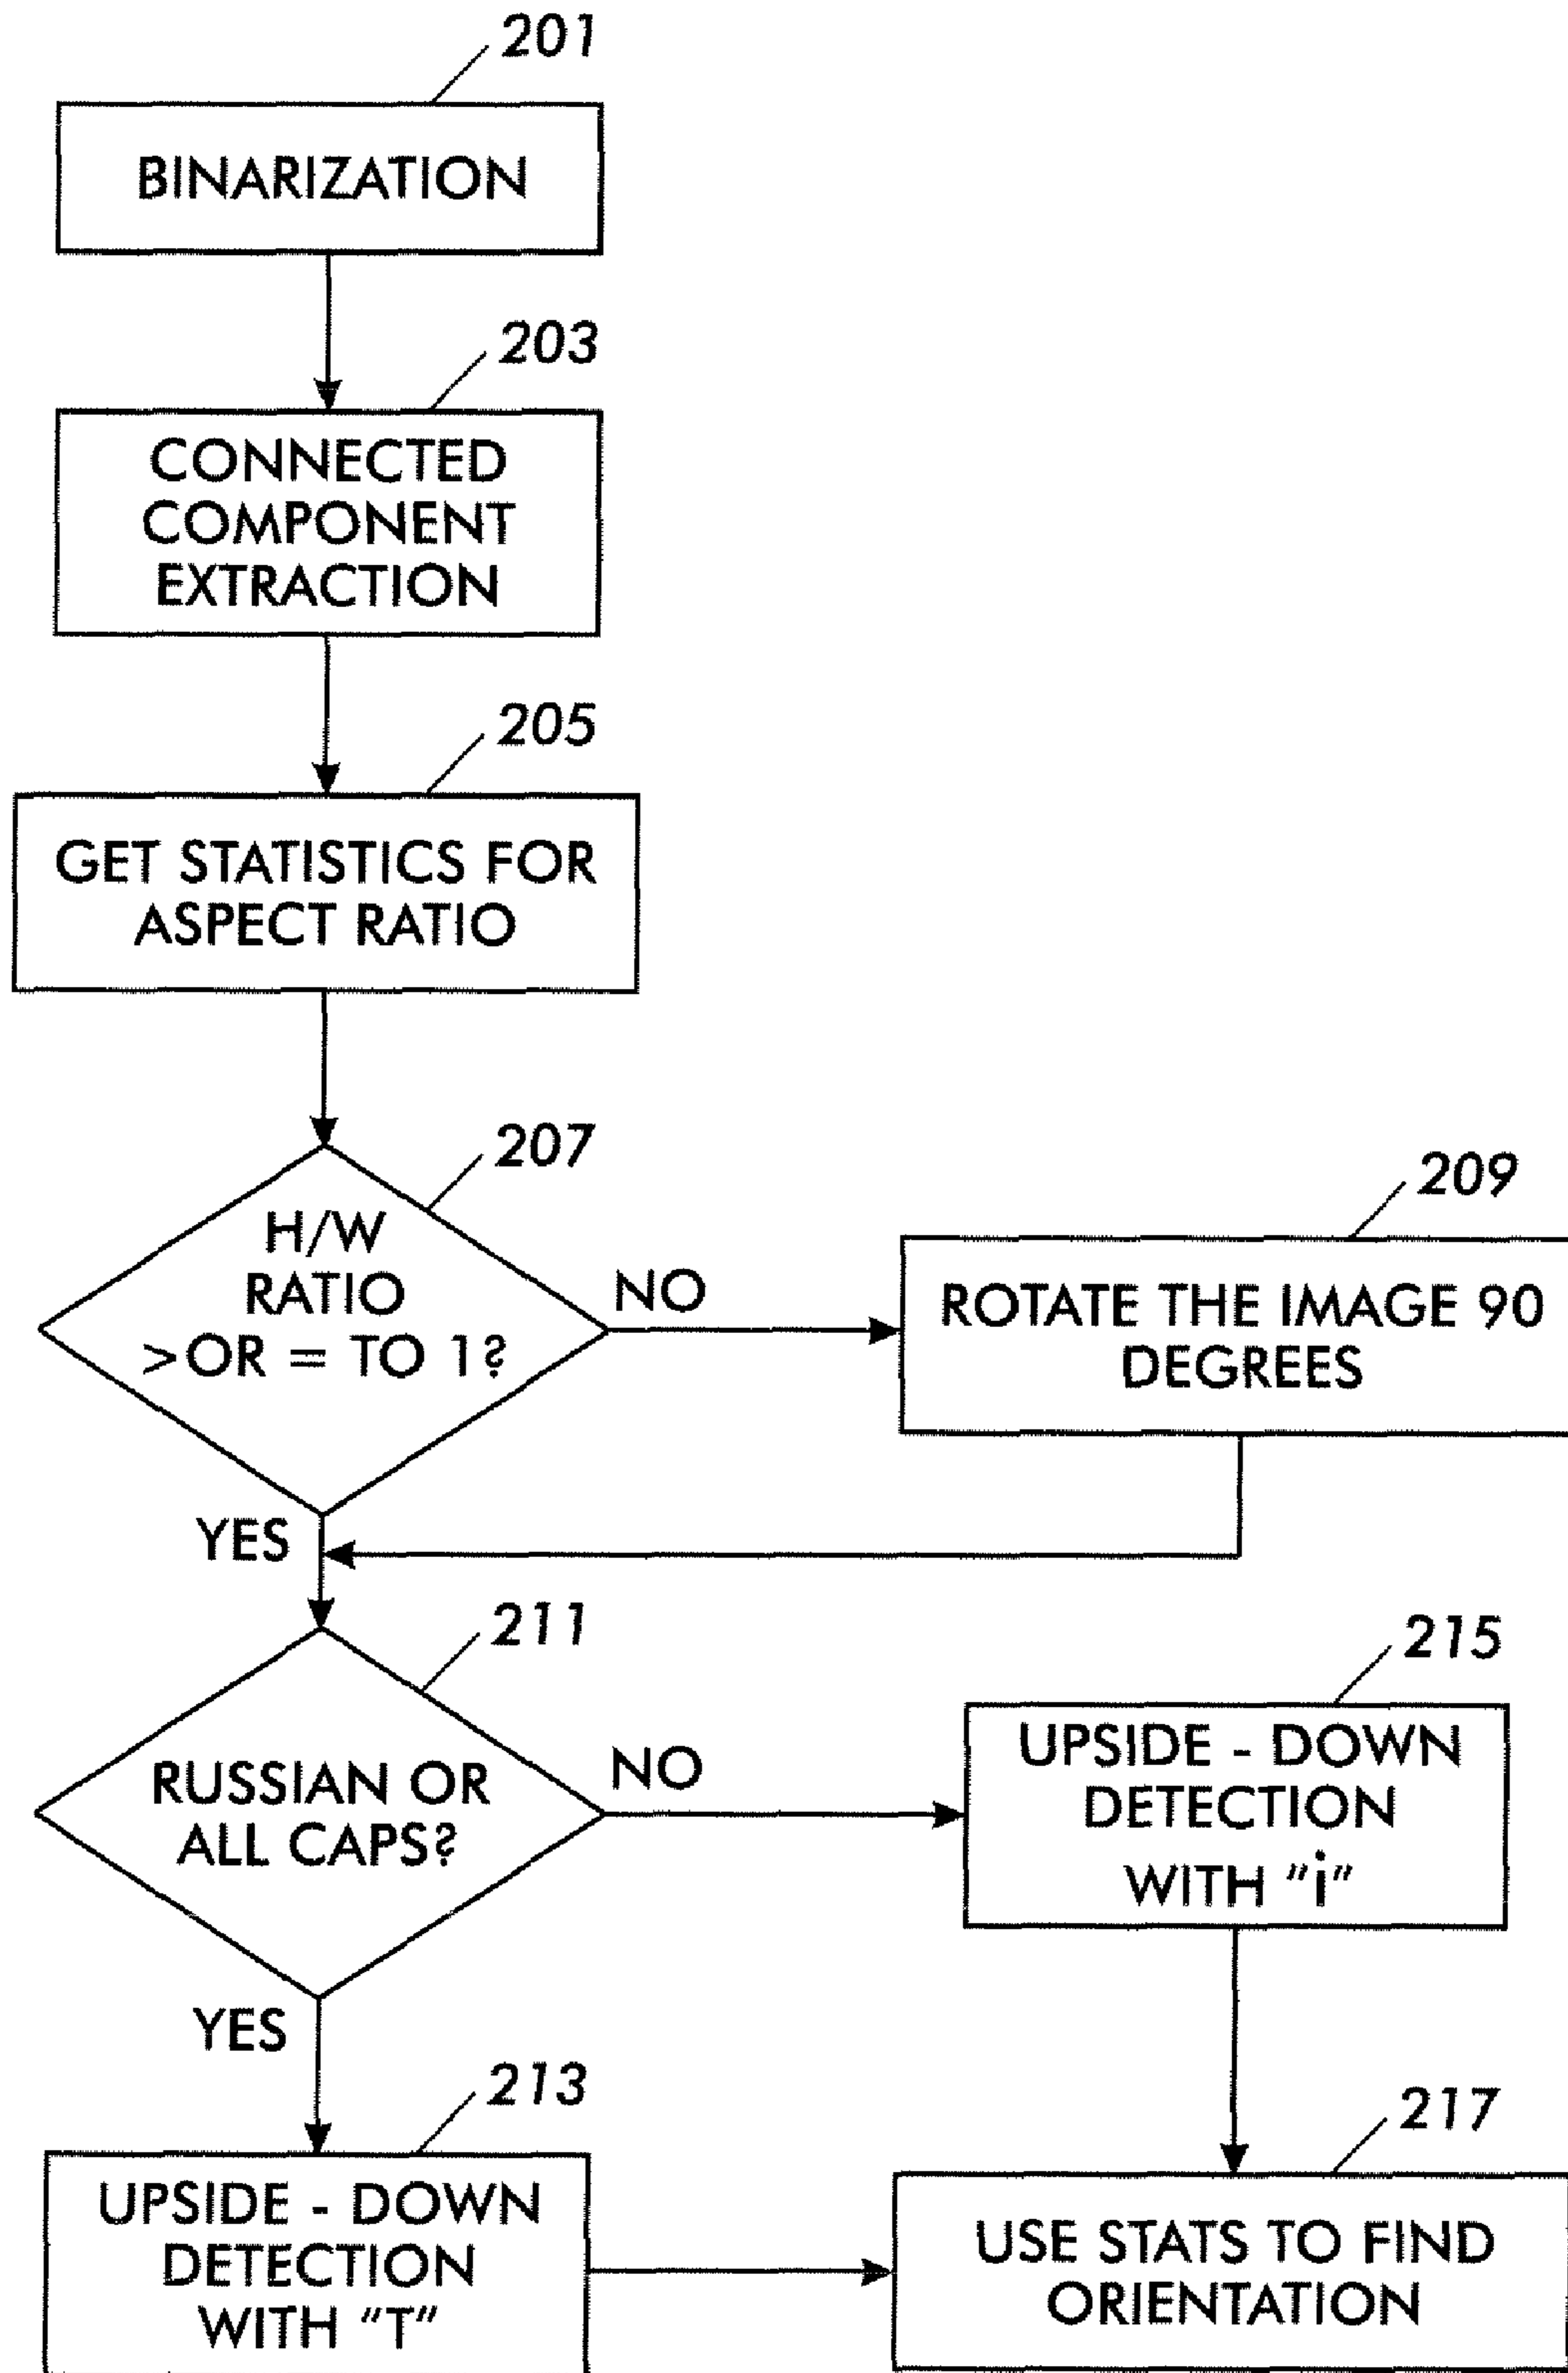 201
BINARIZATION
203
CONNECTED
COMPONENT
EXTRACTION
205
GET STATISTICS FOR
ASPECT RATIO
207
H/W
RATIO
>OR = TO 1?
NO
209
ROTATE THE IMAGE 90
DEGREES
YES
211
RUSSIAN OR
ALL CAPS?
NO
215
UPSIDE - DOWN
DETECTION
WITH "i"
YES
213
UPSIDE - DOWN
DETECTION
WITH "T"
217
USE STATS TO FIND
ORIENTATION